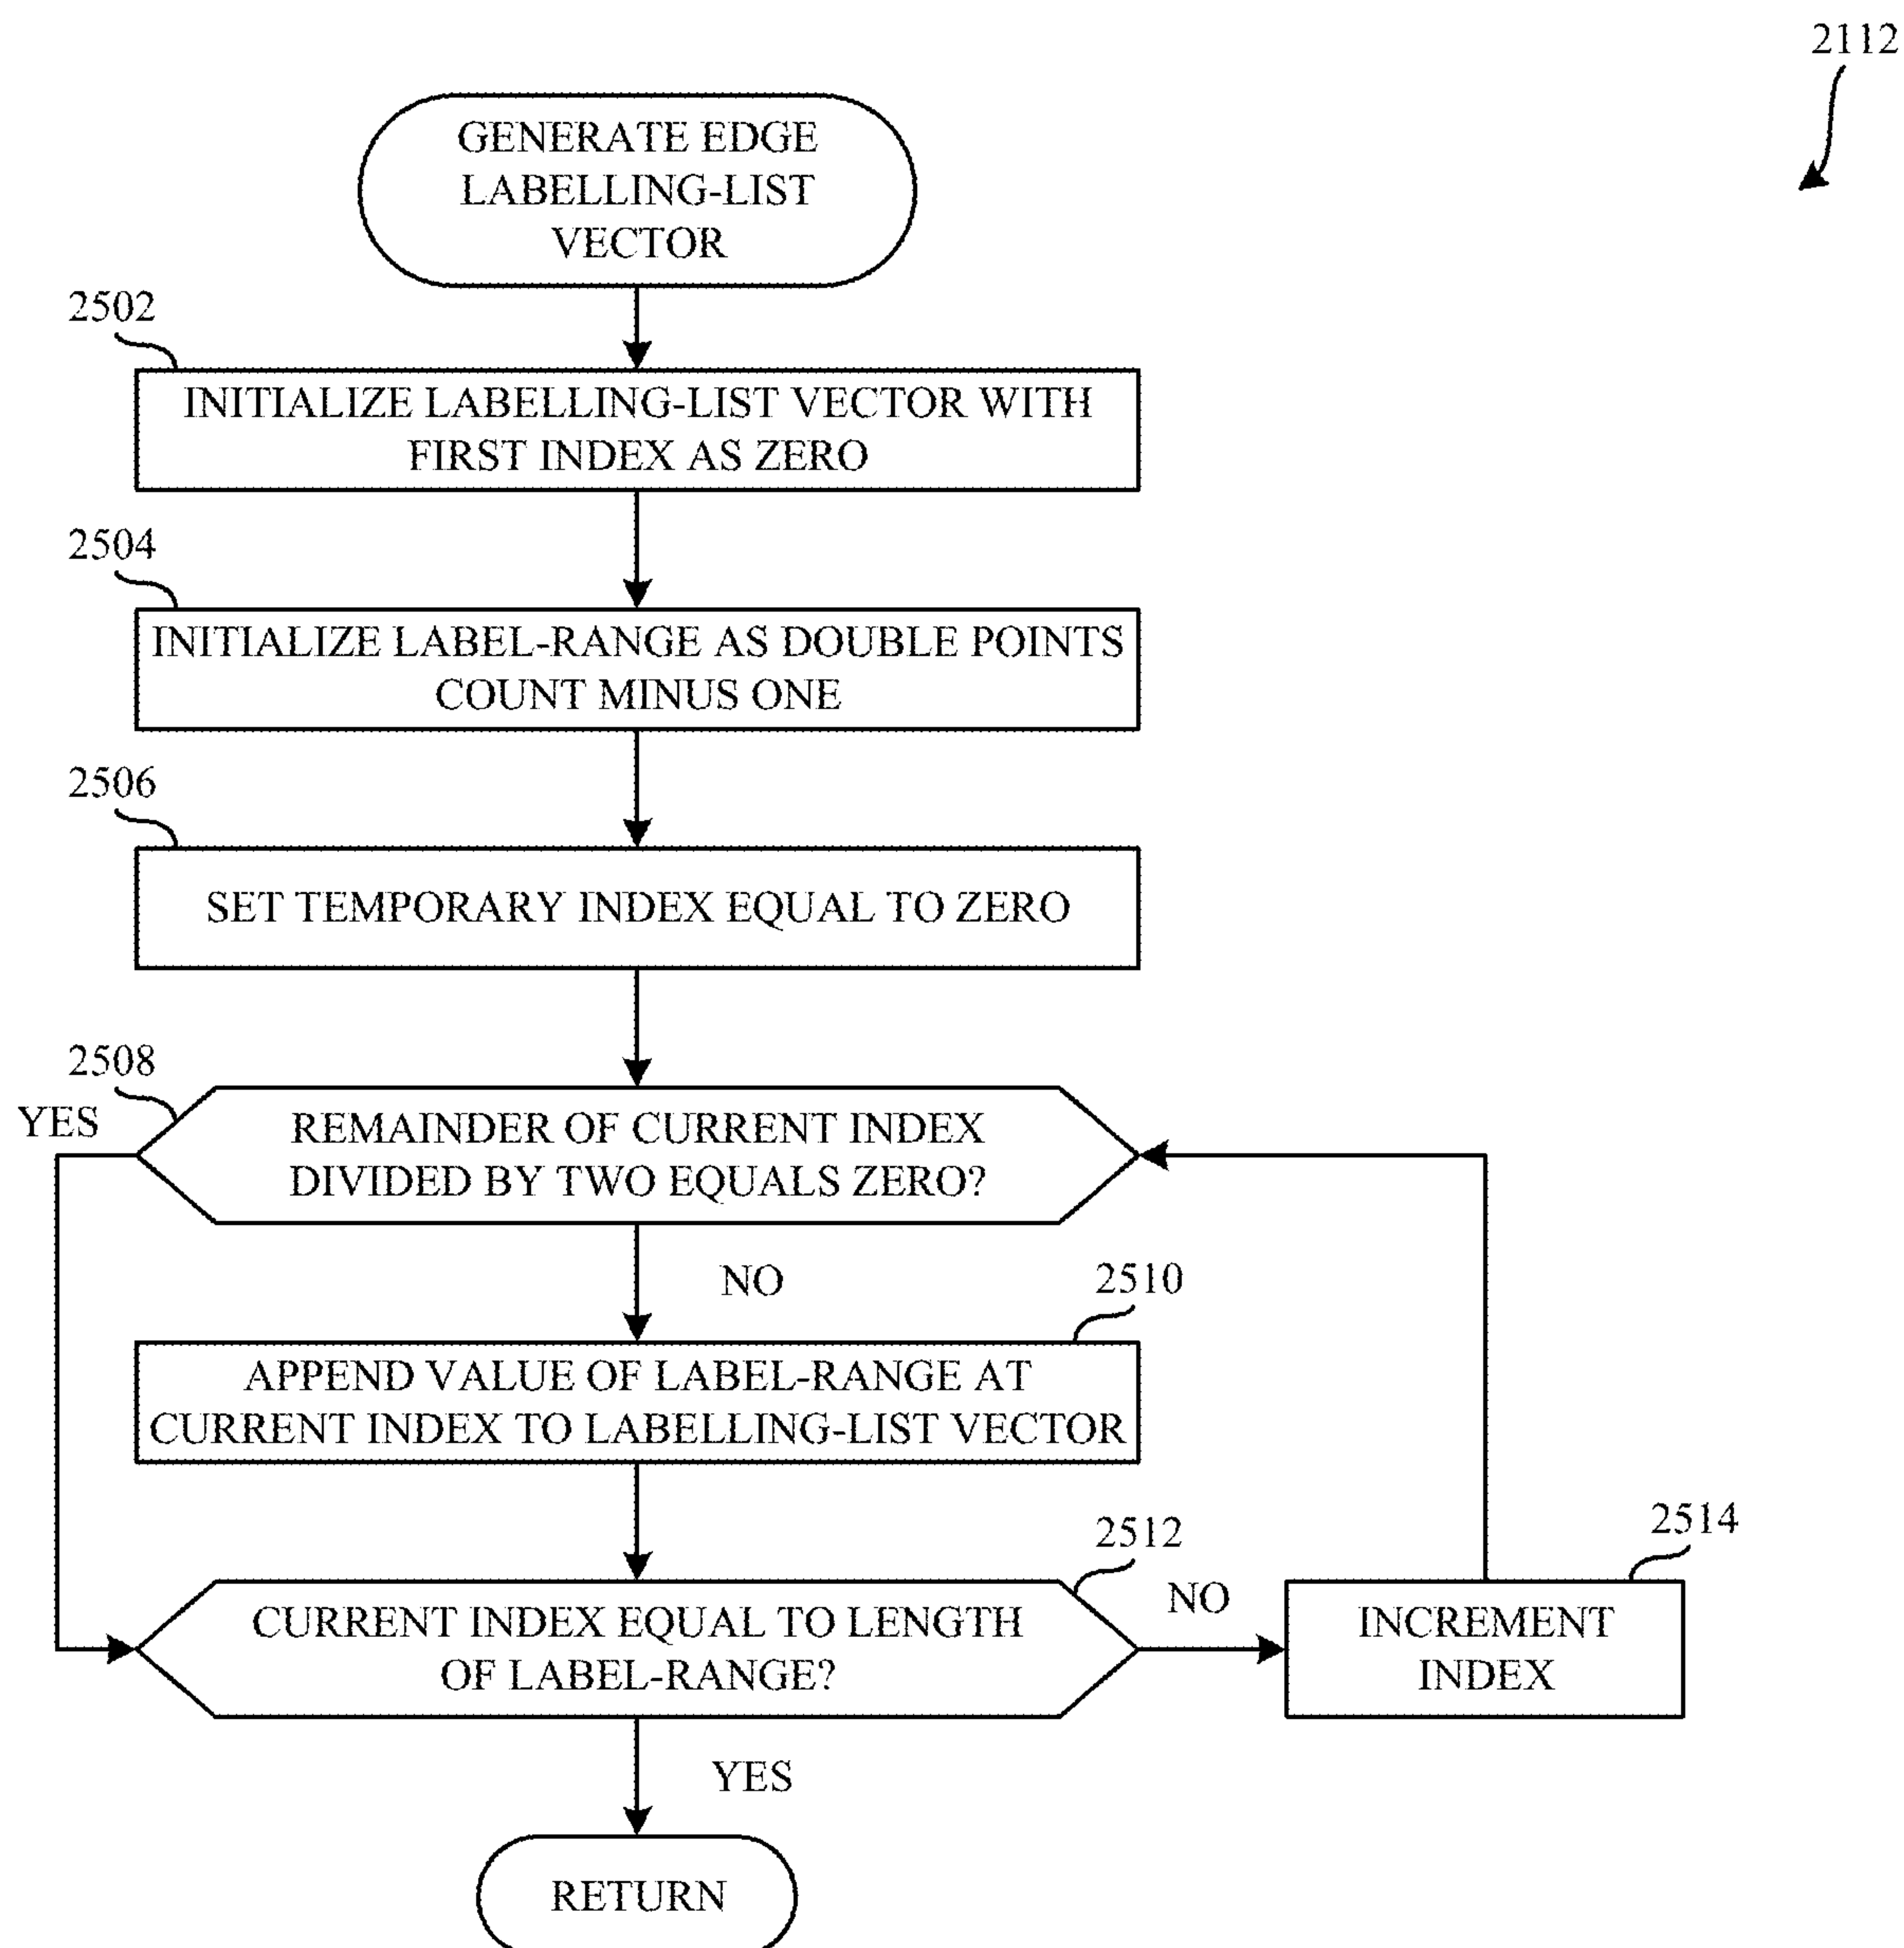 2112
GENERATE EDGE
LABELLING-LIST
VECTOR
2502
INITIALIZE LABELLING-LIST VECTOR WITH
FIRST INDEX AS ZERO
2504
INITIALIZE LABEL-RANGE AS DOUBLE POINTS
COUNT MINUS ONE
2506
SET TEMPORARY INDEX EQUAL TO ZERO
2508
YES
REMAINDER OF CURRENT INDEX
DIVIDED BY TWO EQUALS ZERO?
NO
2510
APPEND VALUE OF LABEL-RANGE AT
CURRENT INDEX TO LABELLING-LIST VECTOR
2512
CURRENT INDEX EQUAL TO LENGTH
OF LABEL-RANGE?
NO
2514
INCREMENT
INDEX
YES
RETURN